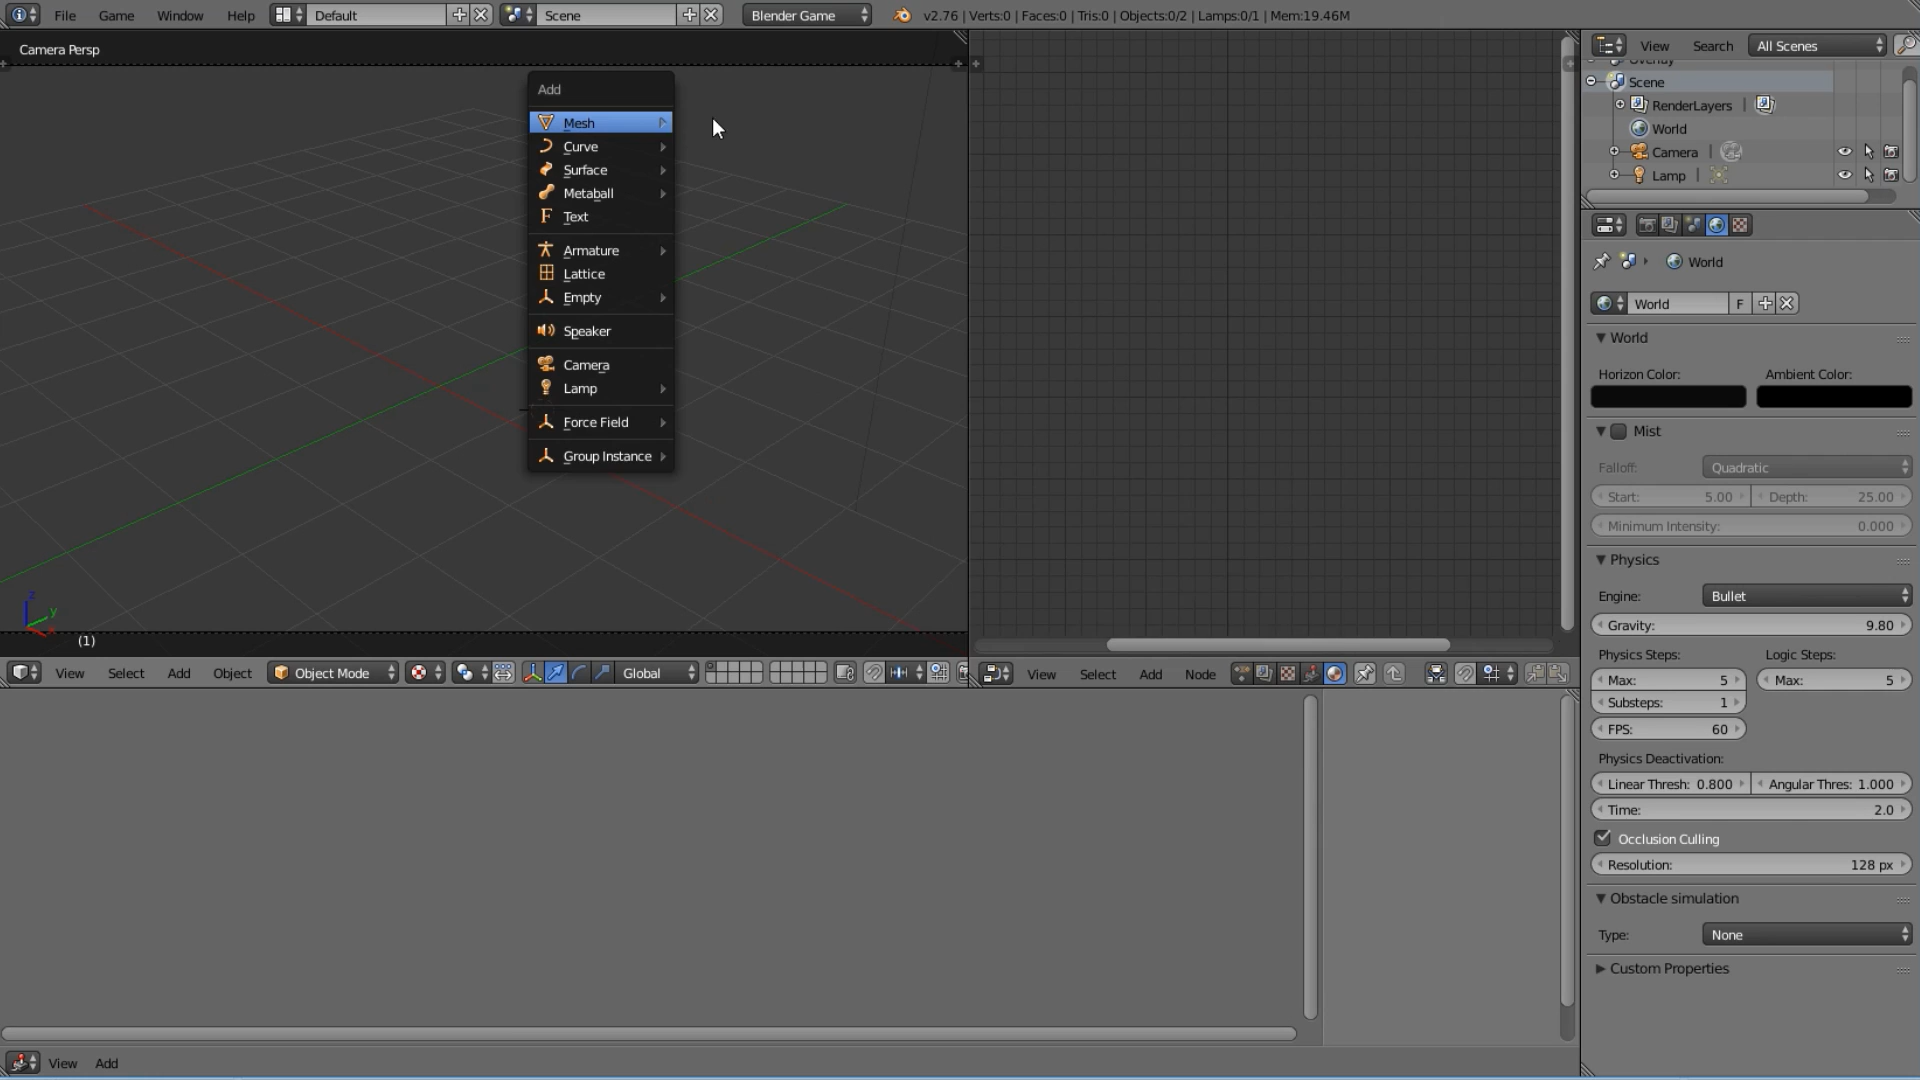 File Game Window Help Default Scene Blender Game v2.76 | Verts:0 | Faces:0 | Tris:0 | Objects:0/2 | Lamps:0/1 | Mem:19.46M
Camera Persp
Add
Mesh
Curve
Surface
Metaball
Text
Armature
Lattice
Empty
Speaker
Camera
Lamp
Force Field
Group Instance
z
y
x
(1)
View Select Add Object Object Mode Global
View Select Add Node
View Add
View Search All Scenes
Overlay
Scene
RenderLayers |
World
Camera |
Lamp |
World
World F
World
Horizon Color: Ambient Color:
Mist
Falloff: Quadratic
Start: 5.00 Depth: 25.00
Minimum Intensity: 0.000
Physics
Engine: Bullet
Gravity: 9.80
Physics Steps: Logic Steps:
Max: 5 Max: 5
Substeps: 1
FPS: 60
Physics Deactivation:
Linear Thresh: 0.800 Angular Thres: 1.000
Time: 2.0
Occlusion Culling
Resolution: 128 px
Obstacle simulation
Type: None
Custom Properties